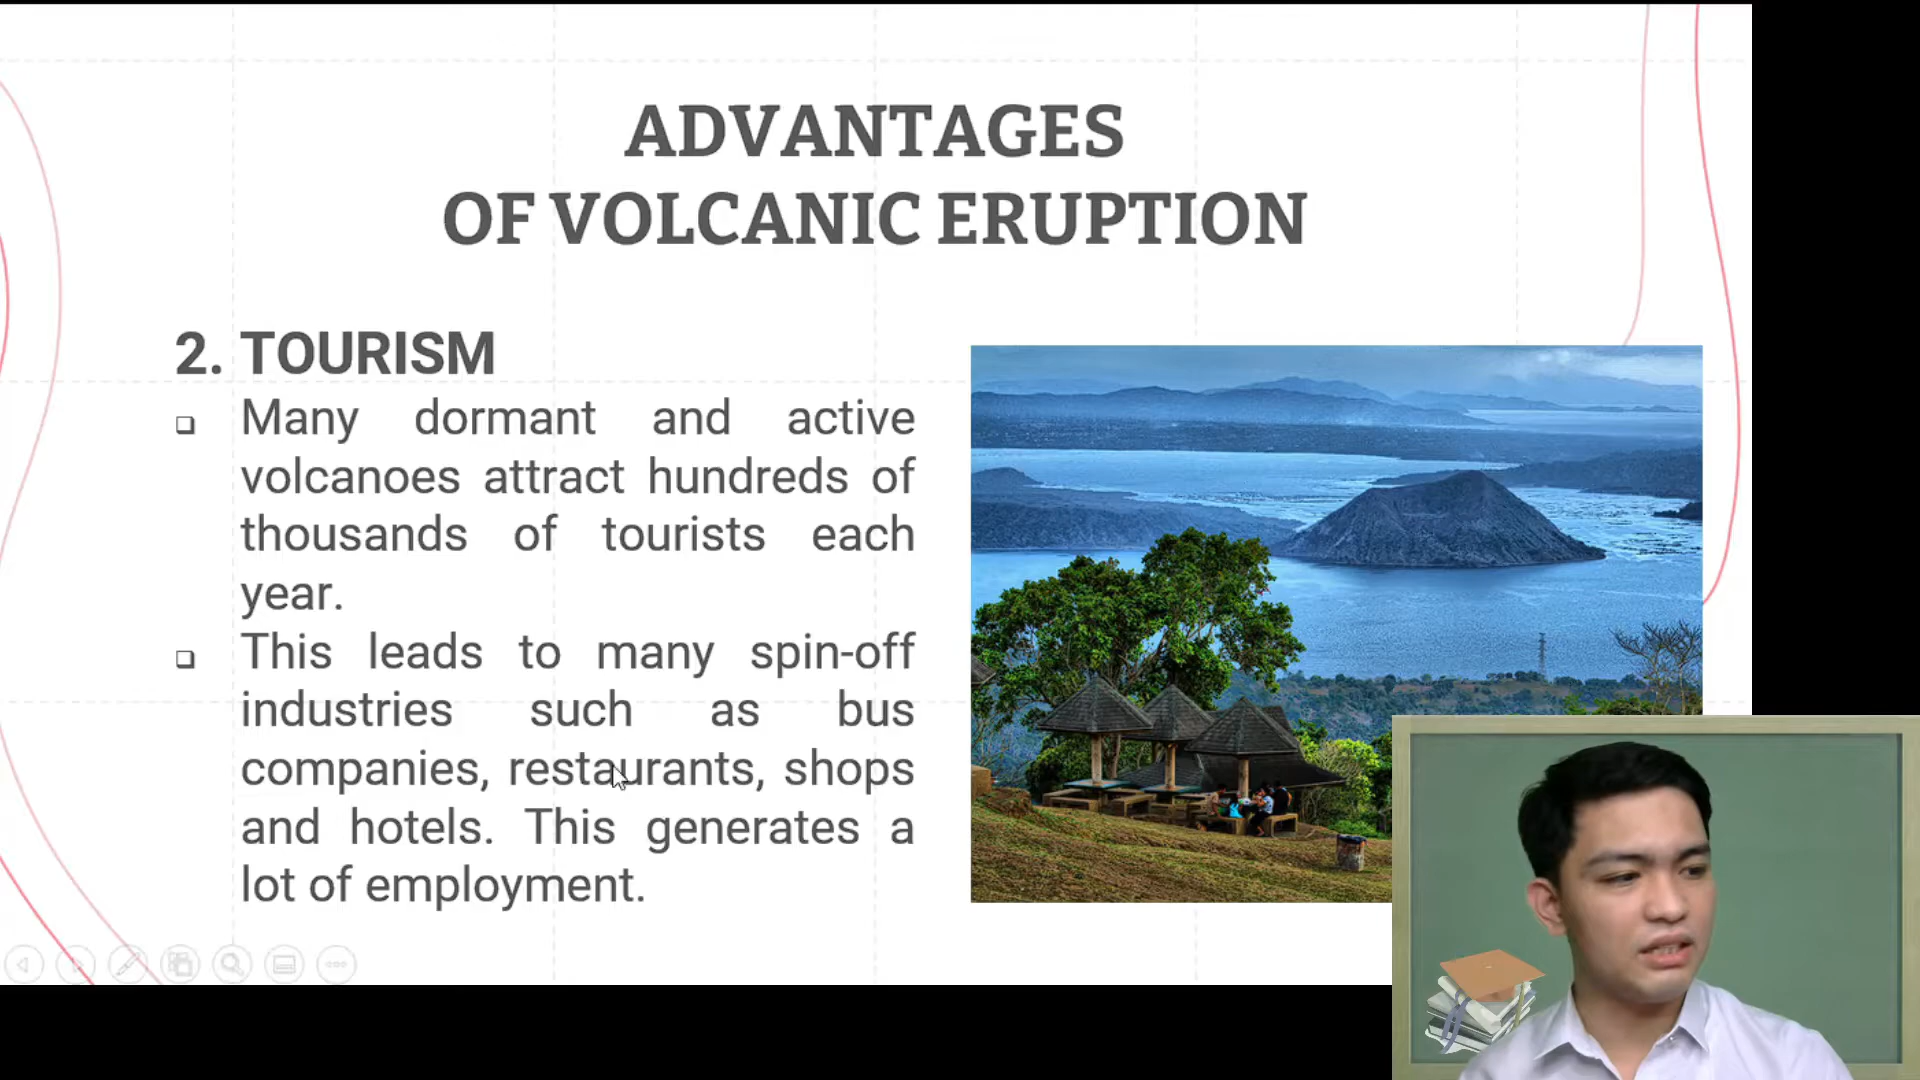 ADVANTAGES
OF VOLCANIC ERUPTION
2. TOURISM
Many dormant and active
volcanoes attract hundreds of
thousands of tourists each
year.
This leads to many spin-off
industries such as bus
companies, restaurants, shops
and hotels. This generates a
lot of employment.